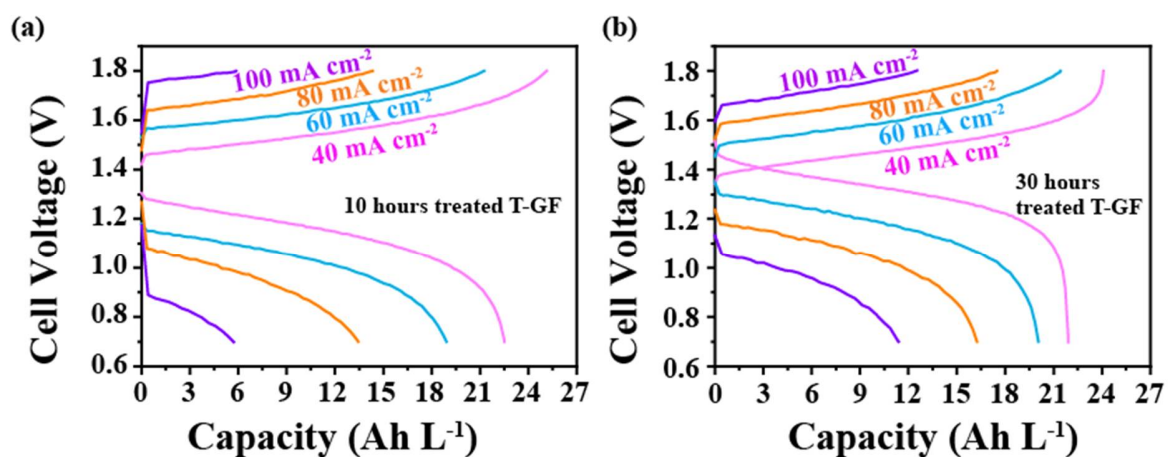 (a)
Cell Voltage (V)
1.8
1.6
1.4
1.2
1.0
0.8
0.6
100 mA cm⁻²
80 mA cm⁻²
60 mA cm⁻²
40 mA cm⁻²
10 hours treated T-GF
0 3 6 9 12 15 18 21 24 27
Capacity (Ah L⁻¹)
(b)
Cell Voltage (V)
1.8
1.6
1.4
1.2
1.0
0.8
0.6
100 mA cm⁻²
80 mA cm⁻²
60 mA cm⁻²
40 mA cm⁻²
30 hours
treated T-GF
0 3 6 9 12 15 18 21 24 27
Capacity (Ah L⁻¹)